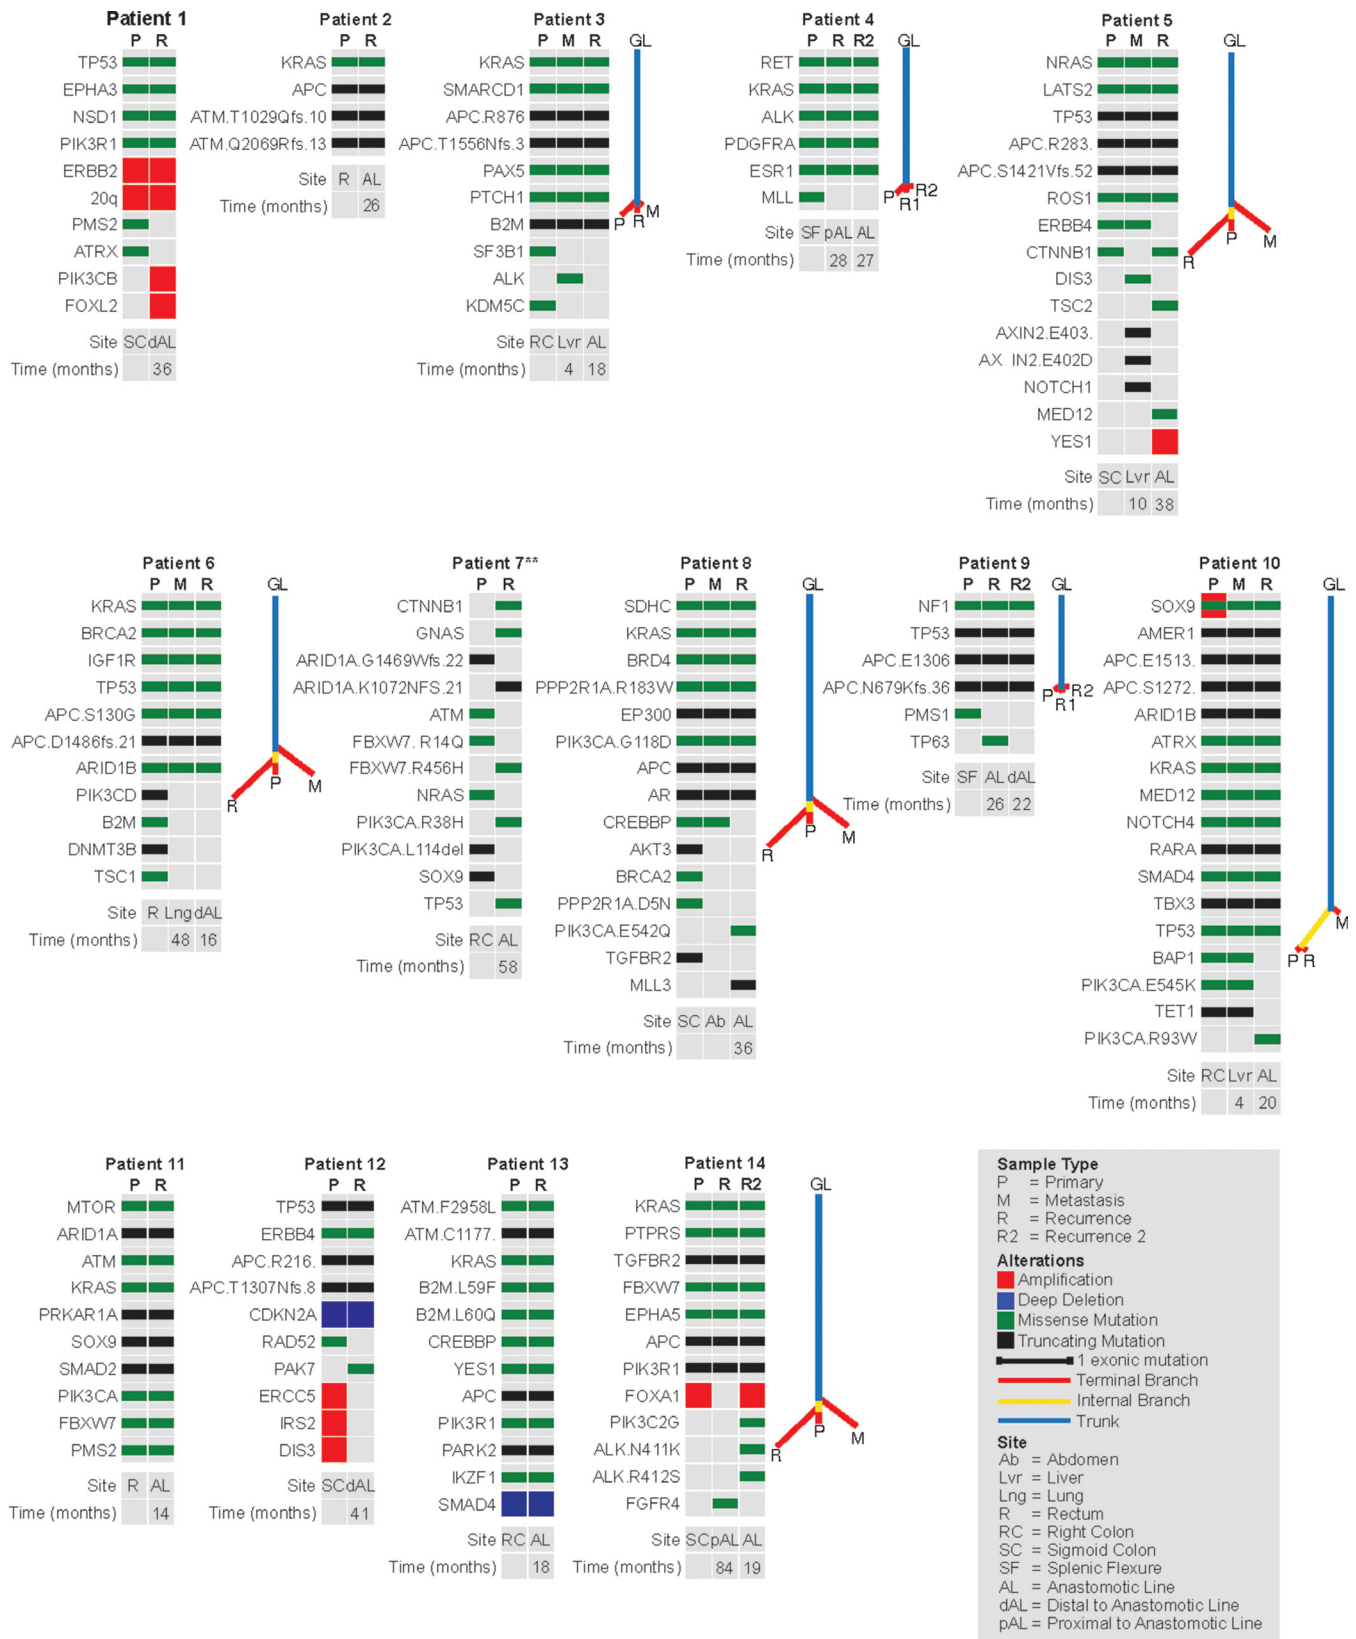 Patient 1
P R
TP53
EPHA3
NSD1
PIK3R1
ERBB2
20q
PMS2
ATRX
PIK3CB
FOXL2
Site SC dAL
Time (months) 36
Patient 2
P R
KRAS
APC
ATM.T1029Qfs.10
ATM.Q2069Rfs.13
Site R AL
Time (months) 26
Patient 3
P M R
KRAS
SMARCD1
APC.R876
APC.T1556Nfs.3
PAX5
PTCH1
B2M
SF3B1
ALK
KDM5C
Site RC Lvr AL
Time (months) 4 18
GL
P R M
Patient 4
P R R2
RET
KRAS
ALK
PDGFRA
ESR1
MLL
Site SF pAL AL
Time (months) 28 27
GL
P R1 R2
Patient 5
P M R
NRAS
LATS2
TP53
APC.R283.
APC.S1421Vfs.52
ROS1
ERBB4
CTNNB1
DIS3
TSC2
AXIN2.E403.
AX IN2.E402D
NOTCH1
MED12
YES1
Site SC Lvr AL
Time (months) 10 38
GL
R P M
Patient 6
P M R
KRAS
BRCA2
IGF1R
TP53
APC.S130G
APC.D1486fs.21
ARID1B
PIK3CD
B2M
DNMT3B
TSC1
Site R Lng dAL
Time (months) 48 16
GL
R P M
Patient 7**
P R
CTNNB1
GNAS
ARID1A.G1469Wfs.22
ARID1A.K1072NFS.21
ATM
FBXW7. R14Q
FBXW7.R456H
NRAS
PIK3CA.R38H
PIK3CA.L114del
SOX9
TP53
Site RC AL
Time (months) 58
Patient 8
P M R
SDHC
KRAS
BRD4
PPP2R1A.R183W
EP300
PIK3CA.G118D
APC
AR
CREBBP
AKT3
BRCA2
PPP2R1A.D5N
PIK3CA.E542Q
TGFBR2
MLL3
Site SC Ab AL
Time (months) 36
GL
R P M
Patient 9
P R R2
NF1
TP53
APC.E1306
APC.N679Kfs.36
PMS1
TP63
Site SF AL dAL
Time (months) 26 22
GL
P R1 R2
Patient 10
P M R
SOX9
AMER1
APC.E1513.
APC.S1272.
ARID1B
ATRX
KRAS
MED12
NOTCH4
RARA
SMAD4
TBX3
TP53
BAP1
PIK3CA.E545K
TET1
PIK3CA.R93W
Site RC Lvr AL
Time (months) 4 20
GL
P R M
Patient 11
P R
MTOR
ARID1A
ATM
KRAS
PRKAR1A
SOX9
SMAD2
PIK3CA
FBXW7
PMS2
Site R AL
Time (months) 14
Patient 12
P R
TP53
ERBB4
APC.R216.
APC.T1307Nfs.8
CDKN2A
RAD52
PAK7
ERCC5
IRS2
DIS3
Site SC dAL
Time (months) 41
Patient 13
P R
ATM.F2958L
ATM.C1177.
KRAS
B2M.L59F
B2M.L60Q
CREBBP
YES1
APC
PIK3R1
PARK2
IKZF1
SMAD4
Site RC AL
Time (months) 18
Patient 14
P R R2
KRAS
PTPRS
TGFBR2
FBXW7
EPHA5
APC
PIK3R1
FOXA1
PIK3C2G
ALK.N411K
ALK.R412S
FGFR4
Site SC pAL AL
Time (months) 84 19
GL
R P M
Sample Type
P = Primary
M = Metastasis
R = Recurrence
R2 = Recurrence 2
Alterations
Amplification
Deep Deletion
Missense Mutation
Truncating Mutation
1 exonic mutation
Terminal Branch
Internal Branch
Trunk
Site
Ab = Abdomen
Lvr = Liver
Lng = Lung
R = Rectum
RC = Right Colon
SC = Sigmoid Colon
SF = Splenic Flexure
AL = Anastomotic Line
dAL = Distal to Anastomotic Line
pAL = Proximal to Anastomotic Line